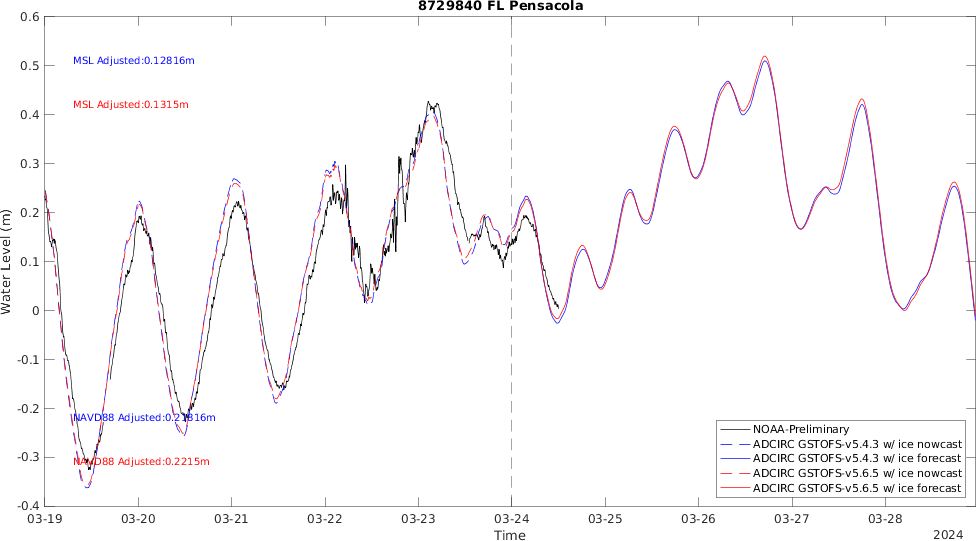 8729840 FL Pensacola
0.6
0.5
0.4
0.3
0.2
0.1
0
-0.1
-0.2
-0.3
-0.4
Water Level (m)
MSL Adjusted:0.12816m
MSL Adjusted:0.1315m
NAVD88 Adjusted:0.21816m
NAVD88 Adjusted:0.2215m
NOAA-Preliminary
ADCIRC GSTOFS-v5.4.3 w/ ice nowcast
ADCIRC GSTOFS-v5.4.3 w/ ice forecast
ADCIRC GSTOFS-v5.6.5 w/ ice nowcast
ADCIRC GSTOFS-v5.6.5 w/ ice forecast
03-19 03-20 03-21 03-22 03-23 03-24 03-25 03-26 03-27 03-28
Time
2024